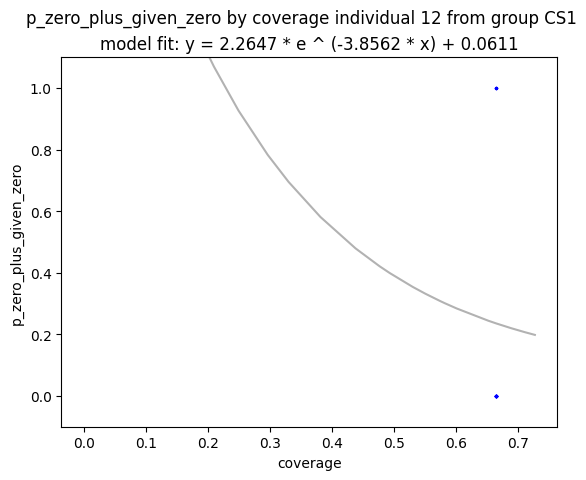 p_zero_plus_given_zero by coverage individual 12 from group CS1
model fit: y = 2.2647 * e ^ (-3.8562 * x) + 0.0611
1.0
0.8
0.6
0.4
0.2
0.0
p_zero_plus_given_zero
0.0 0.1 0.2 0.3 0.4 0.5 0.6 0.7
coverage